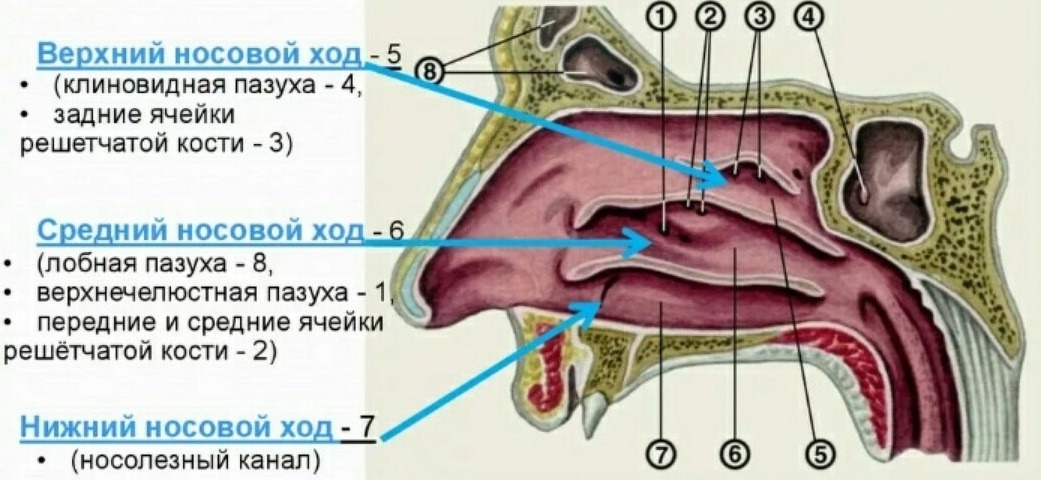 Верхний носовой ход - 5
• (клиновидная пазуха - 4,
• задние ячейки
решетчатой кости - 3)
Средний носовой ход - 6
• (лобная пазуха - 8,
• верхнечелюстная пазуха - 1,
• передние и средние ячейки
решётчатой кости - 2)
Нижний носовой ход - 7
• (носолезный канал)
1 2 3 4
8
7 6 5